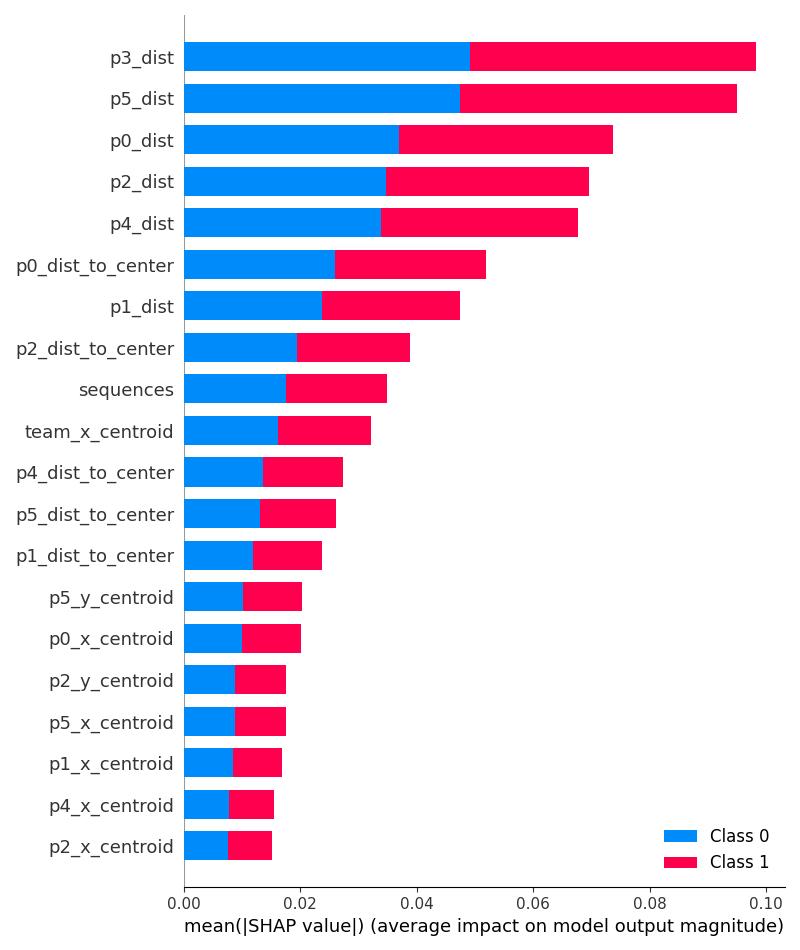 p3_dist
p5_dist
p0_dist
p2_dist
p4_dist
p0_dist_to_center
p1_dist
p2_dist_to_center
sequences
team_x_centroid
p4_dist_to_center
p5_dist_to_center
p1_dist_to_center
p5_y_centroid
p0_x_centroid
p2_y_centroid
p5_x_centroid
p1_x_centroid
p4_x_centroid
p2_x_centroid
Class 0
Class 1
0.00 0.02 0.04 0.06 0.08 0.10
mean(|SHAP value|) (average impact on model output magnitude)